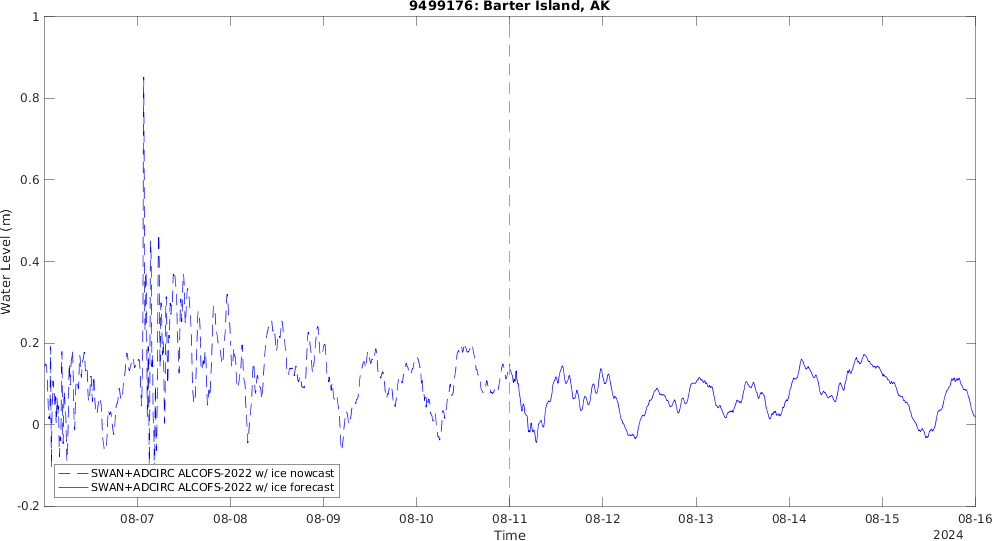 9499176: Barter Island, AK
1
0.8
0.6
0.4
0.2
0
-0.2
Water Level (m)
SWAN+ADCIRC ALCOFS-2022 w/ ice nowcast
SWAN+ADCIRC ALCOFS-2022 w/ ice forecast
08-07 08-08 08-09 08-10 08-11 08-12 08-13 08-14 08-15 08-16
Time
2024